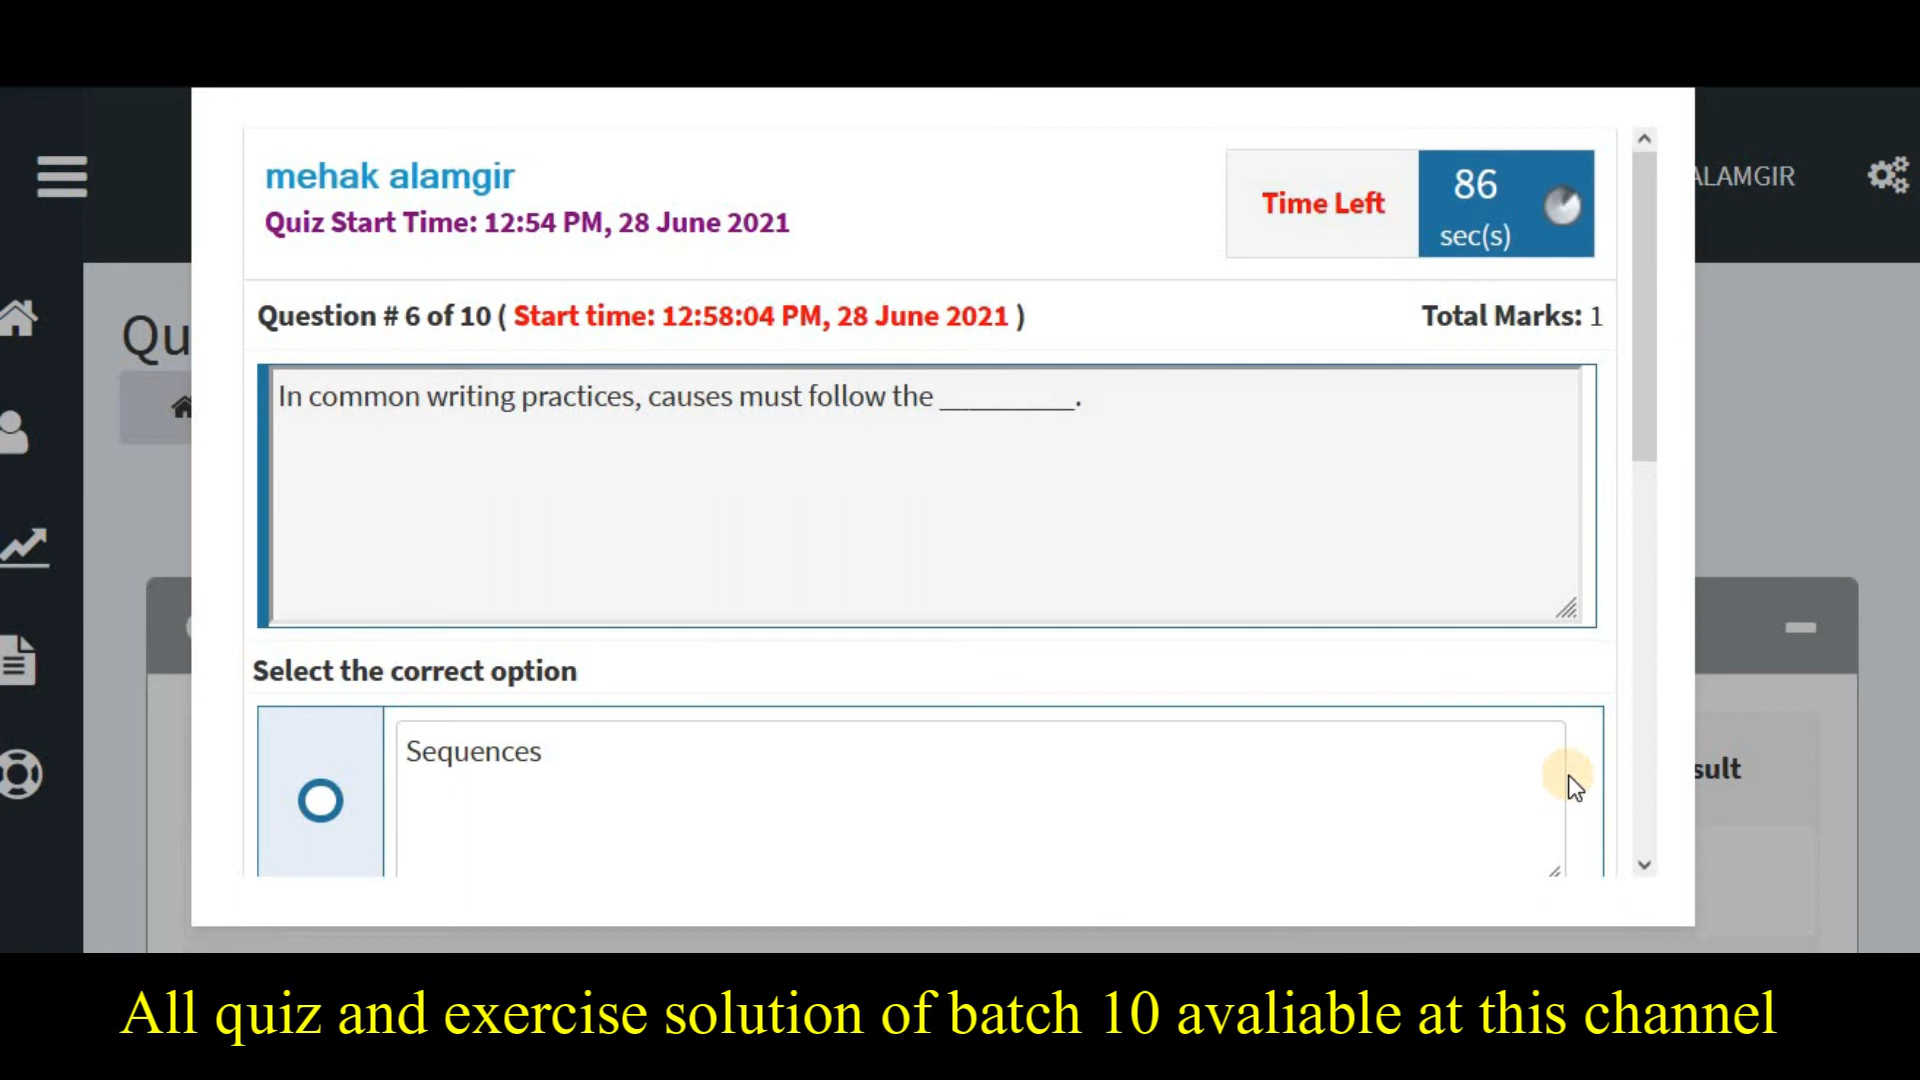 mehak alamgir
Quiz Start Time: 12:54 PM, 28 June 2021
Time Left
86
sec(s)
ALAMGIR
Question # 6 of 10 ( Start time: 12:58:04 PM, 28 June 2021 )
Total Marks: 1
Qu
In common writing practices, causes must follow the _________.
Select the correct option
Sequences
sult
All quiz and exercise solution of batch 10 avaliable at this channel